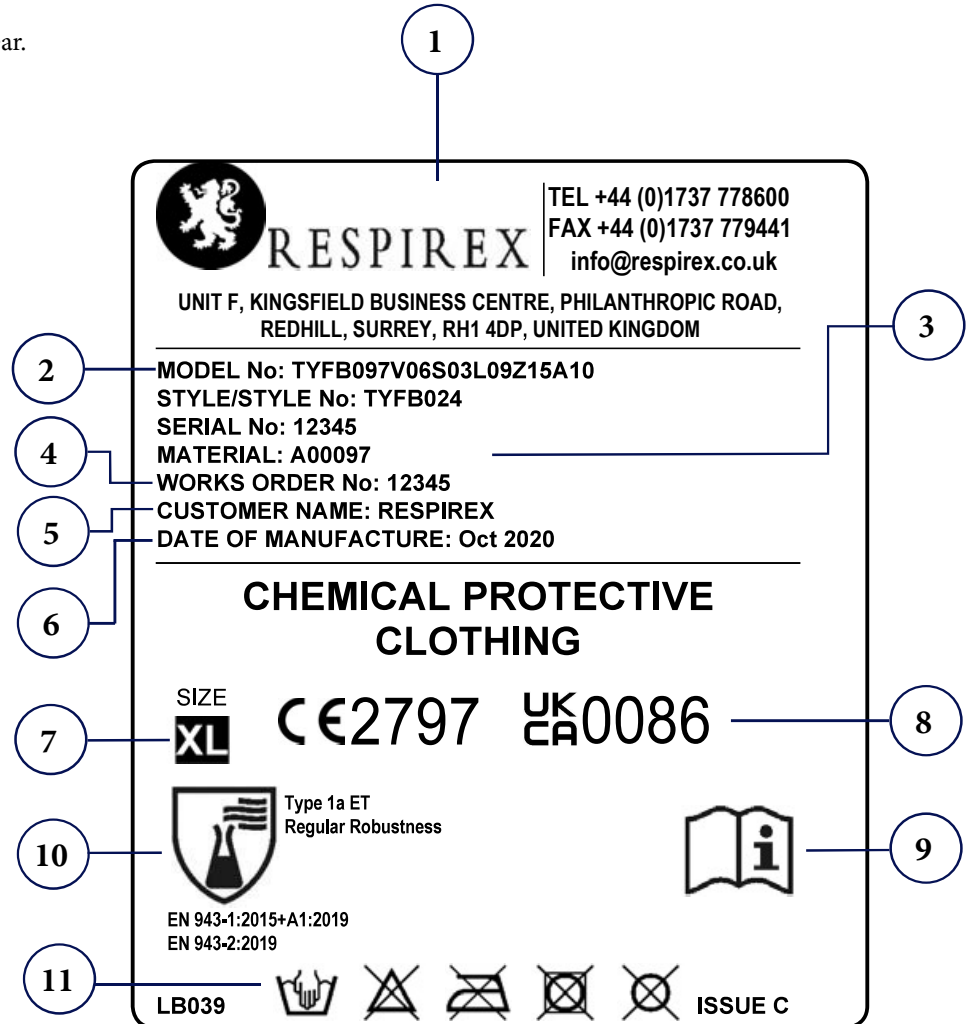 ar.
1
RESPIREX
TEL +44 (0)1737 778600
FAX +44 (0)1737 779441
info@respirex.co.uk
UNIT F, KINGSFIELD BUSINESS CENTRE, PHILANTHROPIC ROAD,
REDHILL, SURREY, RH1 4DP, UNITED KINGDOM
3
2
MODEL No: TYFB097V06S03L09Z15A10
STYLE/STYLE No: TYFB024
SERIAL No: 12345
4
MATERIAL: A00097
WORKS ORDER No: 12345
5
CUSTOMER NAME: RESPIREX
DATE OF MANUFACTURE: Oct 2020
6
CHEMICAL PROTECTIVE
CLOTHING
7
SIZE
XL
CE2797
UKCA0086
8
10
Type 1a ET
Regular Robustness
i
9
EN 943-1:2015+A1:2019
EN 943-2:2019
11
LB039
ISSUE C